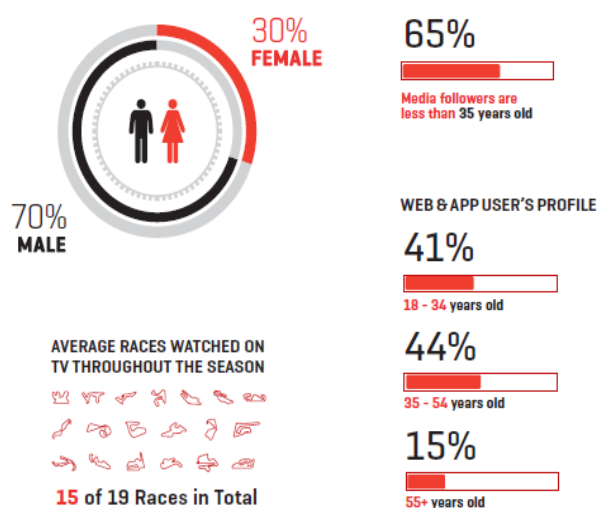 30%
FEMALE
70%
MALE
AVERAGE RACES WATCHED ON
TV THROUGHOUT THE SEASON
15 of 19 Races in Total
65%
Media followers are
less than 35 years old
WEB & APP USER'S PROFILE
41%
18 - 34 years old
44%
35 - 54 years old
15%
55+ years old